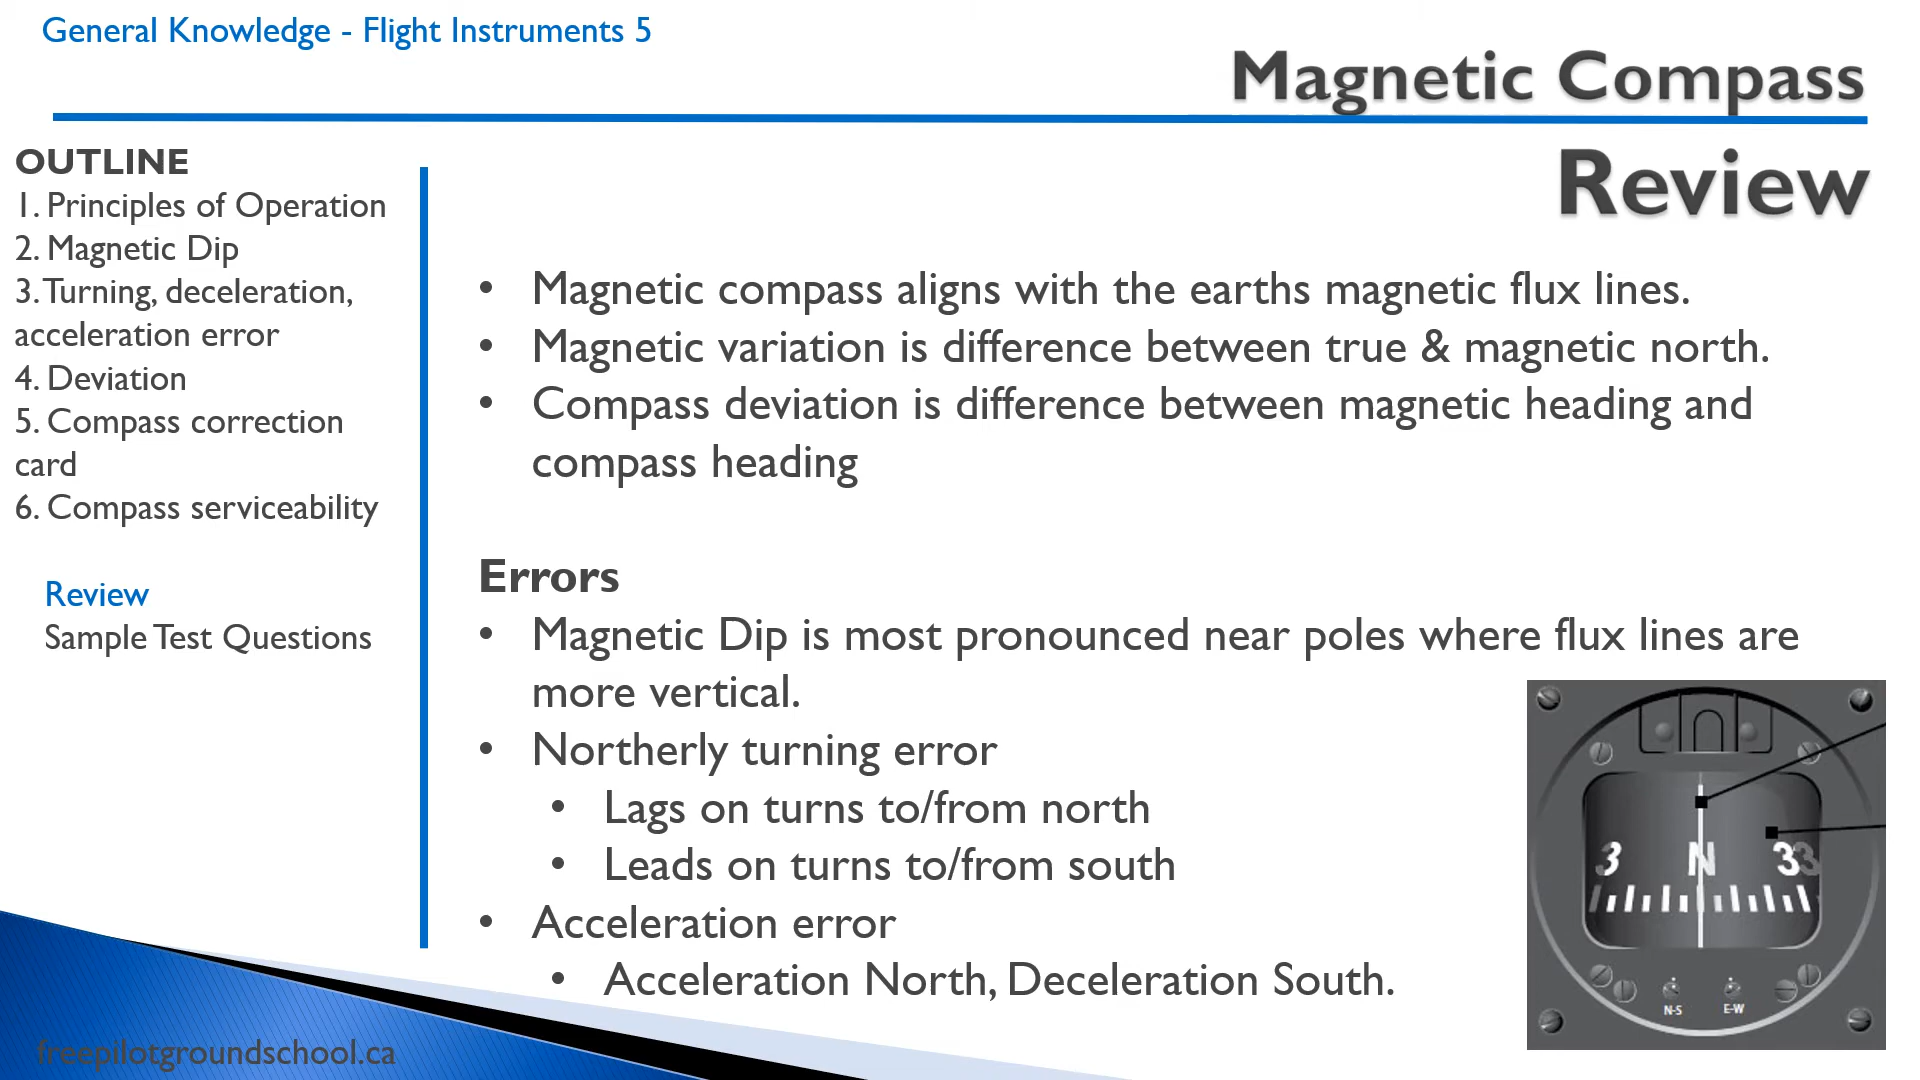 General Knowledge - Flight Instruments 5
Magnetic Compass
Review
OUTLINE
1. Principles of Operation
2. Magnetic Dip
3. Turning, deceleration,
acceleration error
4. Deviation
5. Compass correction
card
6. Compass serviceability
Review
Sample Test Questions
• Magnetic compass aligns with the earths magnetic flux lines.
• Magnetic variation is difference between true & magnetic north.
• Compass deviation is difference between magnetic heading and
compass heading
Errors
• Magnetic Dip is most pronounced near poles where flux lines are
more vertical.
• Northerly turning error
• Lags on turns to/from north
• Leads on turns to/from south
• Acceleration error
• Acceleration North, Deceleration South.
3 N 33
N-S E-W
freepilotgroundschool.ca